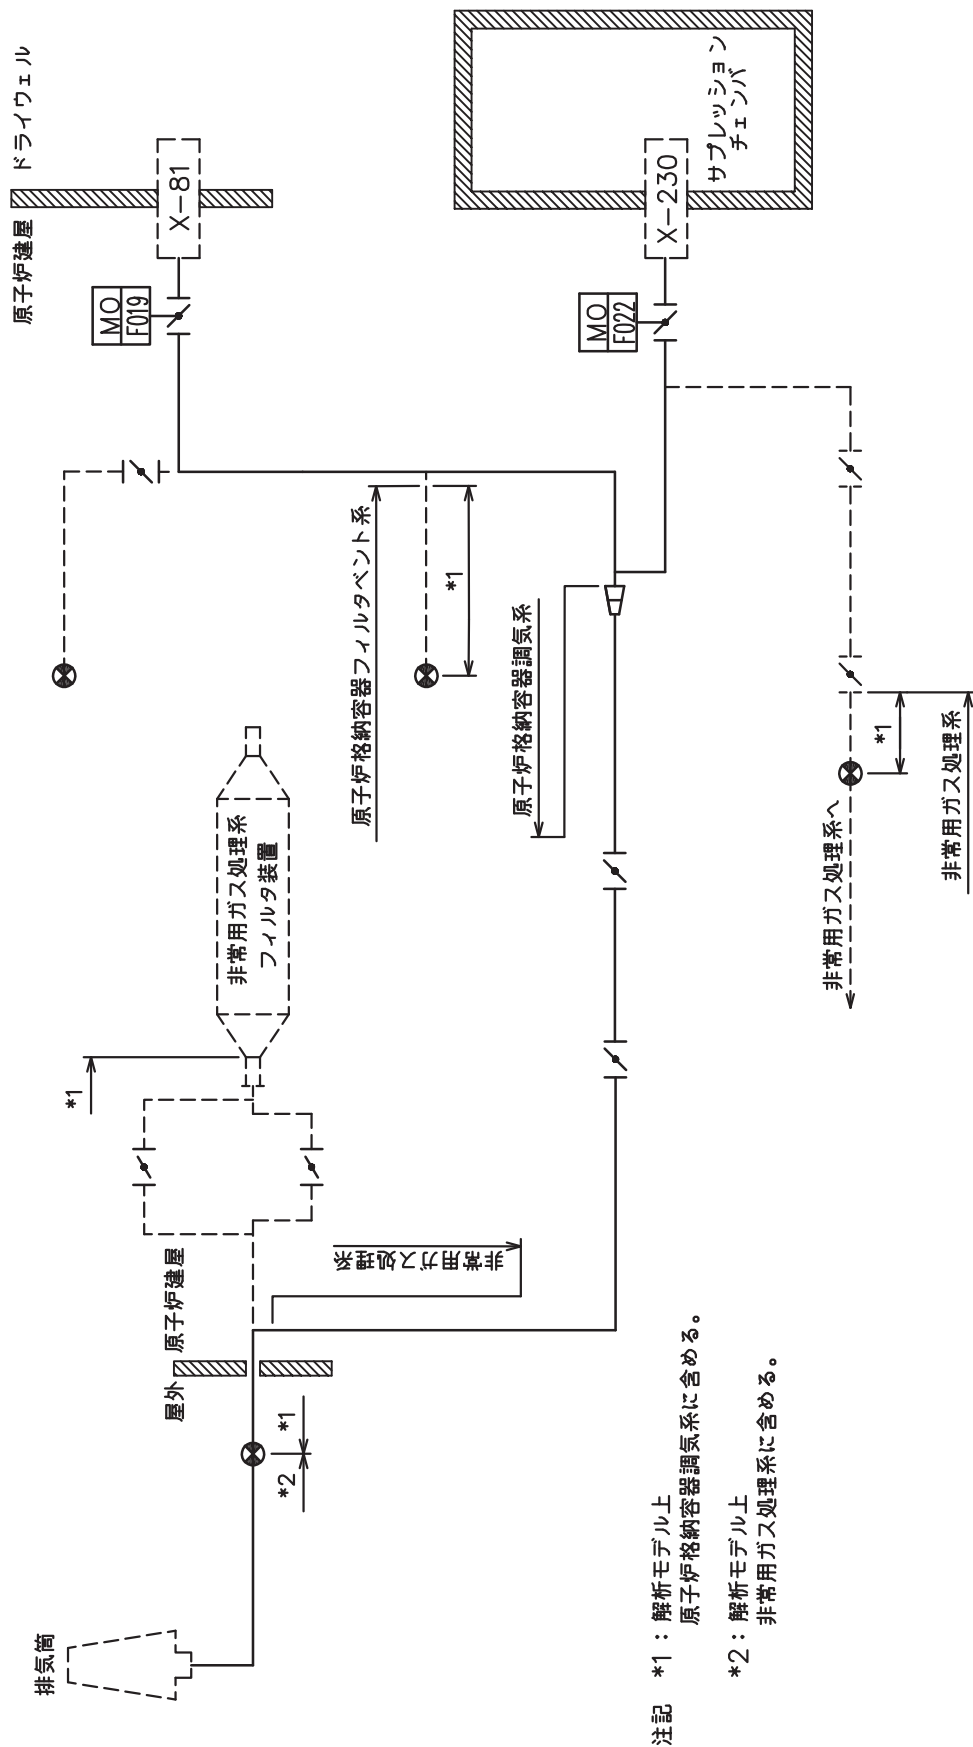 ドライウェル
原子炉建屋
X-81
MO
F019
サプレッション
チェンバ
X-230
MO
F022
原子炉格納容器フィルタベント系
*1
原子炉格納容器調気系
非常用ガス処理系
フィルタ装置
*1
非常用ガス処理系へ
*1
非常用ガス処理系
非常用ガス処理系
原子炉建屋
屋外
*1
*2
排気筒
注記 *1:解析モデル上
原子炉格納容器調気系に含める。
*2:解析モデル上
非常用ガス処理系に含める。